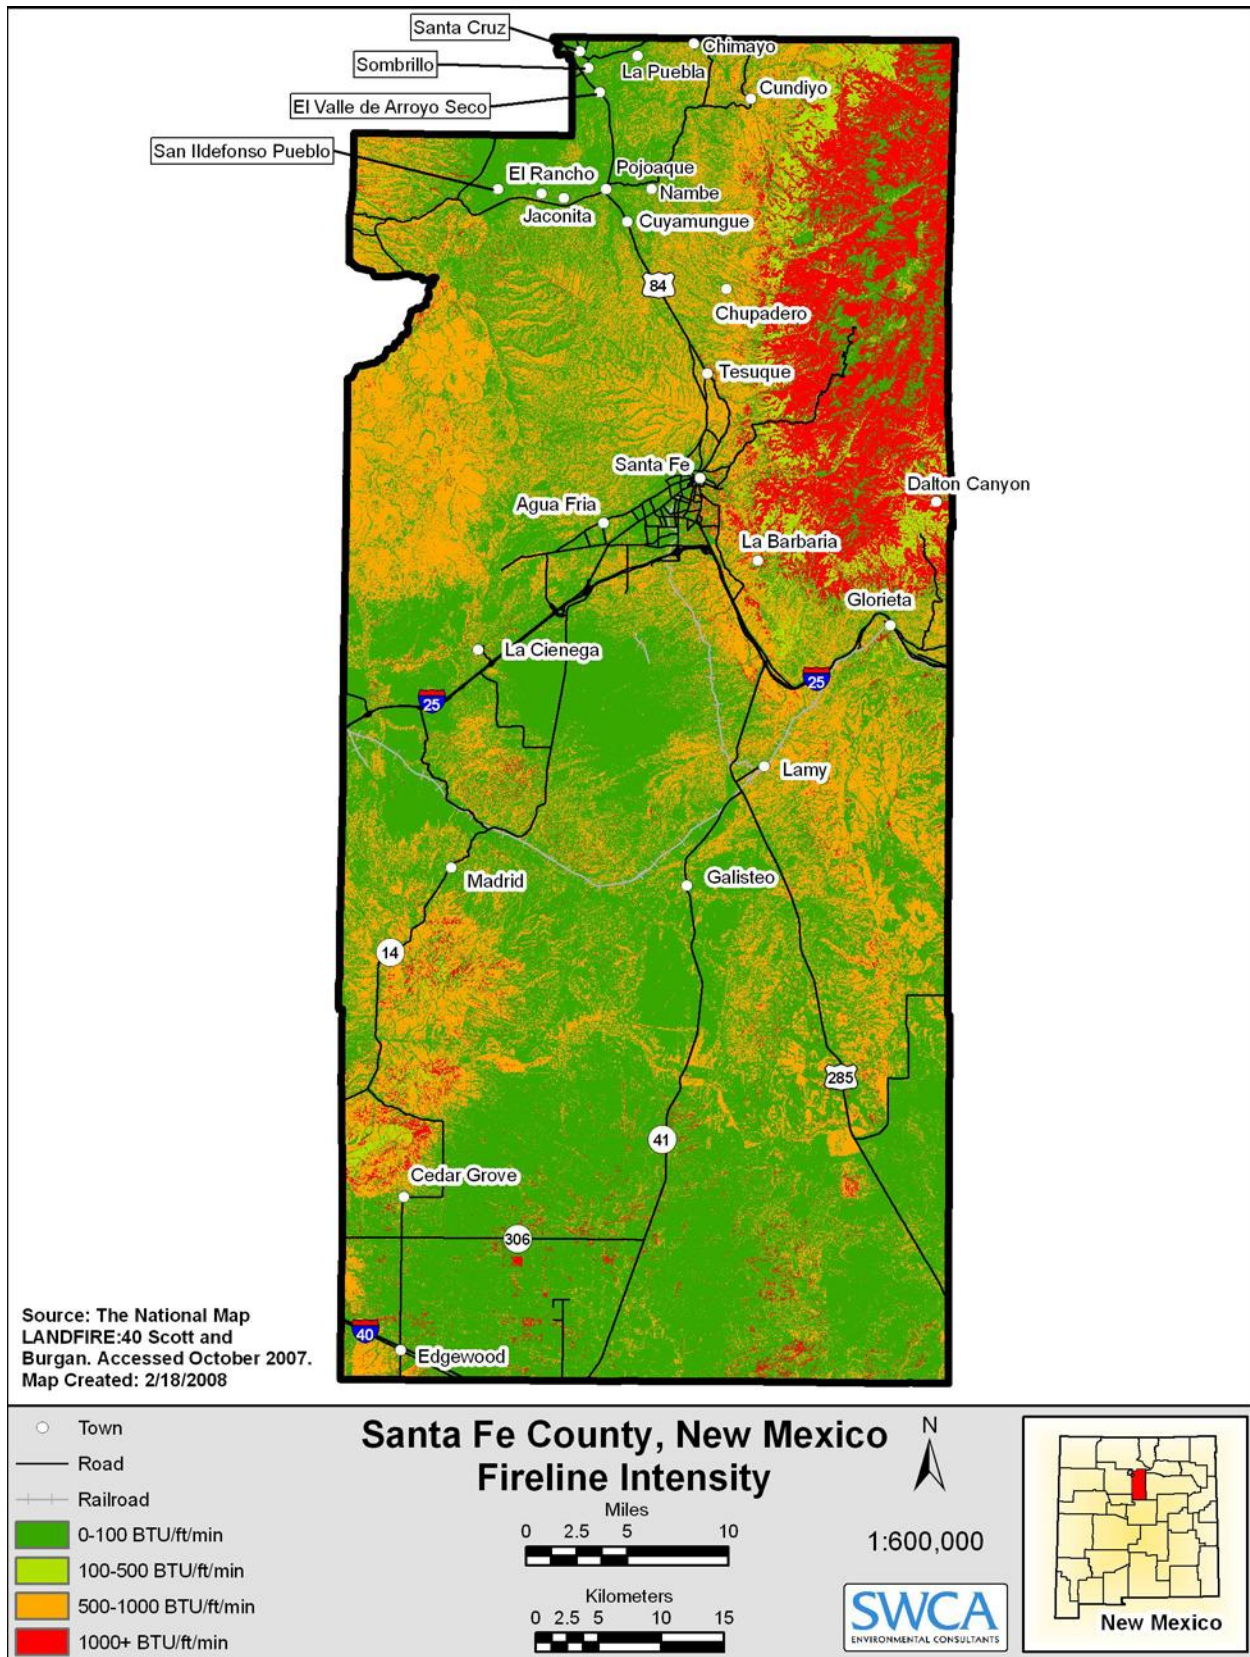 Santa Cruz
Chimayo
Sombrillo
La Puebla
Cundiyo
El Valle de Arroyo Seco
San Ildefonso Pueblo
El Rancho
Pojoaque
Nambe
Jaconita
Cuyamungue
84
Chupadero
Tesuque
Santa Fe
Dalton Canyon
Agua Fria
La Barbaria
Glorieta
La Cienega
25
25
Lamy
Madrid
Galisteo
14
285
41
Cedar Grove
306
40
Edgewood
Source: The National Map
LANDFIRE:40 Scott and
Burgan. Accessed October 2007.
Map Created: 2/18/2008
Town
Road
Railroad
0-100 BTU/ft/min
100-500 BTU/ft/min
500-1000 BTU/ft/min
1000+ BTU/ft/min
Santa Fe County, New Mexico
Fireline Intensity
Miles
0 2.5 5 10
Kilometers
0 2.5 5 10 15
N
1:600,000
SWCA
ENVIRONMENTAL CONSULTANTS
New Mexico